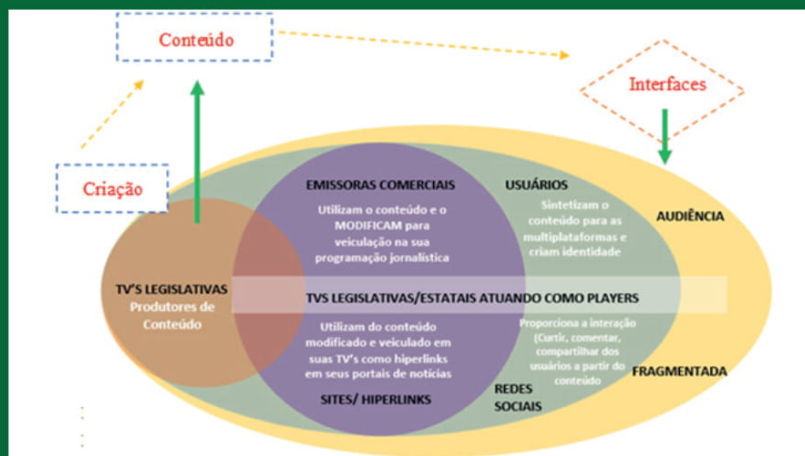 Conteúdo
Interfaces
Criação
EMISSORAS COMERCIAIS
Utilizam o conteúdo e o
MODIFICAM para
veiculação na sua
programação jornalística
USUÁRIOS
Sintetizam o
conteúdo para as
multiplataformas e
criam identidade
AUDIÊNCIA
TV'S LEGISLATIVAS
Produtores de
Conteúdo
TVS LEGISLATIVAS/ESTATAIS ATUANDO COMO PLAYERS
Utilizam do conteúdo
modificado e veiculado em
suas TV's como hiperlinks
em seus portais de notícias
SITES/ HIPERLINKS
Proporciona a interação
(Curtir, comentar,
compartilhar dos
usuários a partir do
conteúdo
REDES
SOCIAIS
FRAGMENTADA